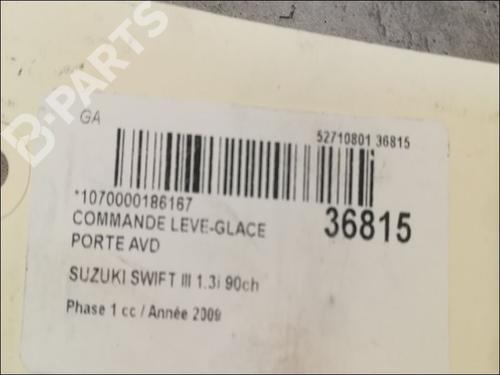 B-PARTS
GA
52710801 36815
*1070000186167
36815
COMMANDE LEVE-GLACE
PORTE AVD
SUZUKI SWIFT III 1.3i 90ch
Phase 1 cc / Année 2009